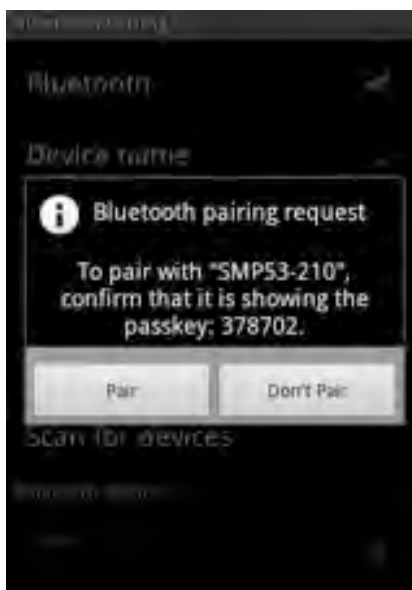 Bluetooth
Device name
Bluetooth pairing request
To pair with "SMP53-210",
confirm that it is showing the
passkey: 378702.
Pair
Don't Pair
Scan for devices